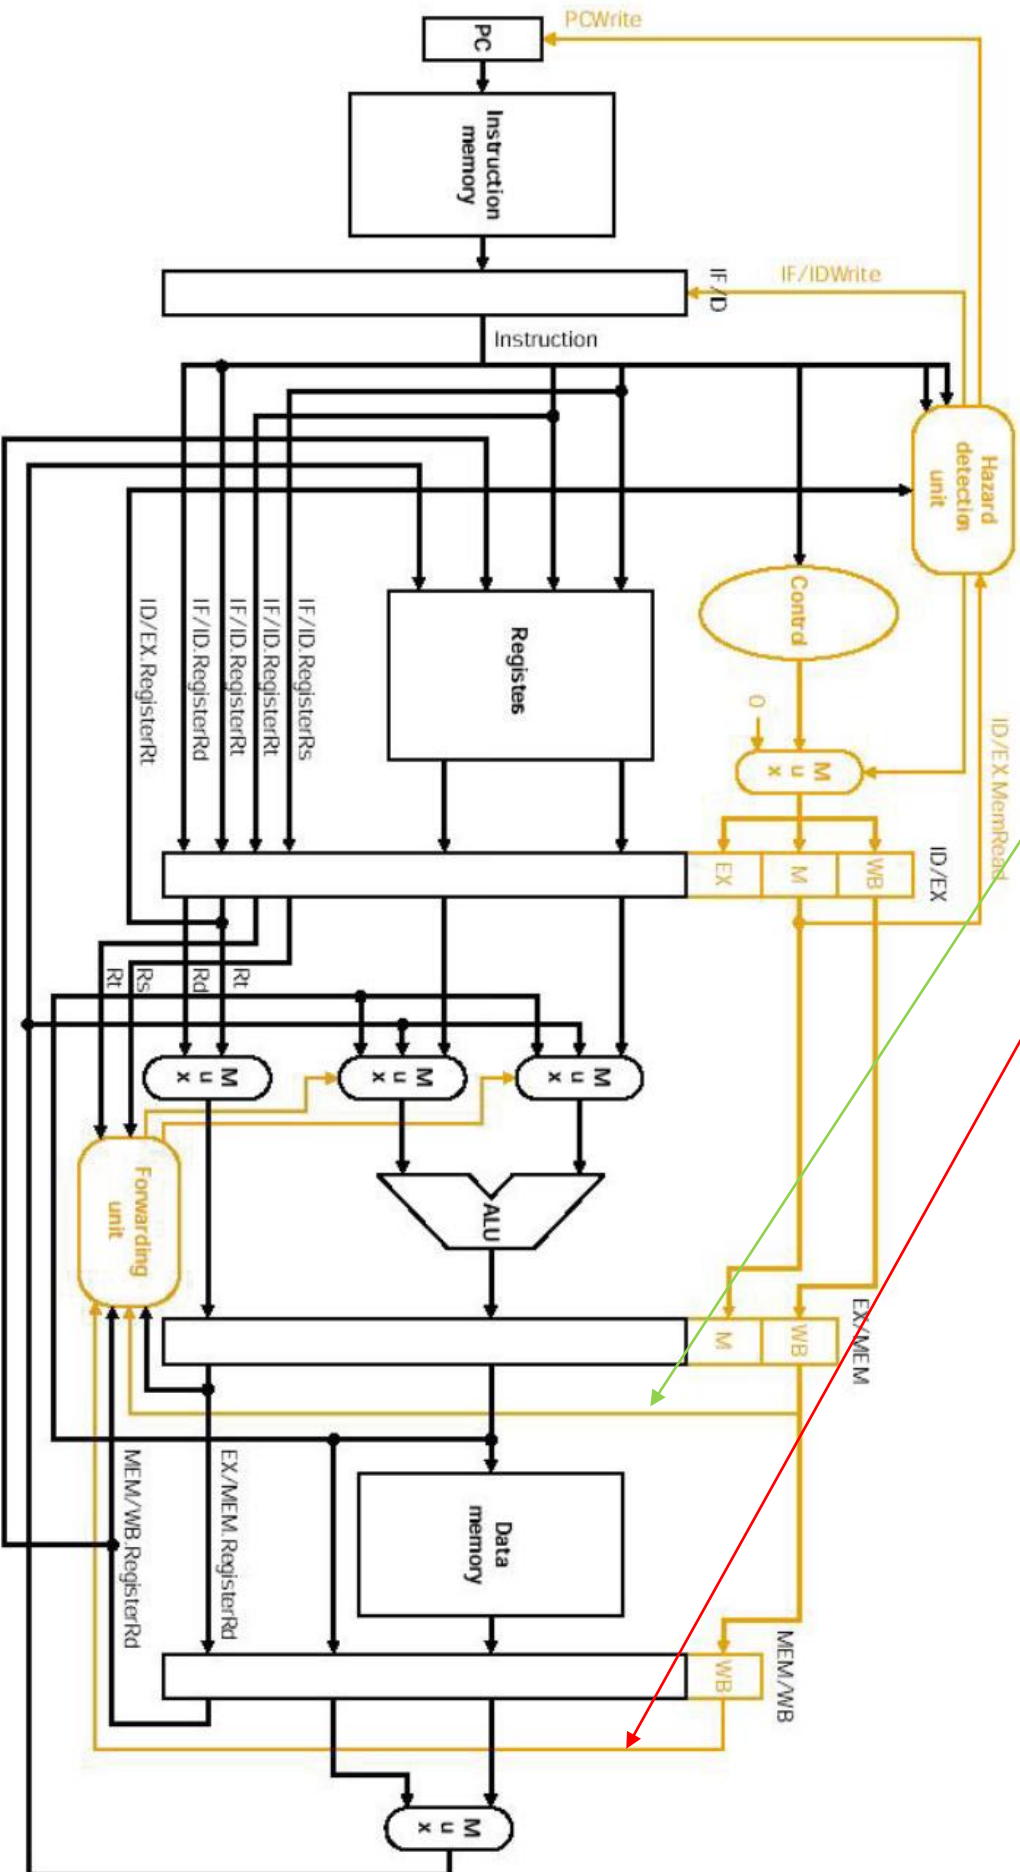 PCWrite
PC
Instruction
memory
IF/ID
IF/IDWrite
Instruction
Hazard
detection
unit
Control
0
M
u
x
ID/EX.MemRead
Registers
IF/ID.RegisterRs
IF/ID.RegisterRt
IF/ID.RegisterRt
IF/ID.RegisterRd
ID/EX.RegisterRt
ID/EX
WB
M
EX
Rt
Rd
Rs
Rt
M
u
x
M
u
x
M
u
x
Forwarding
unit
ALU
EX/MEM
WB
M
Data
memory
EX/MEM.RegisterRd
MEM/WB.RegisterRd
MEM/WB
WB
M
u
x